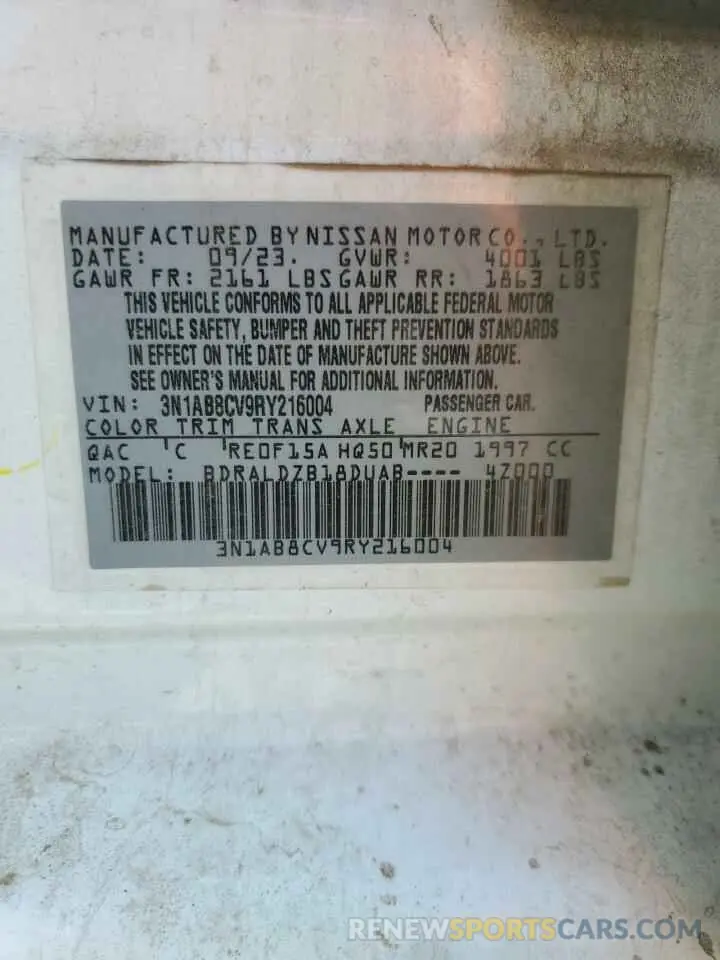 MANUFACTURED BY NISSAN MOTOR CO., LTD.
DATE: 09/23. GVWR: 4001 LBS
GAWR FR: 2161 LBS GAWR RR: 1863 LBS
THIS VEHICLE CONFORMS TO ALL APPLICABLE FEDERAL MOTOR
VEHICLE SAFETY, BUMPER AND THEFT PREVENTION STANDARDS
IN EFFECT ON THE DATE OF MANUFACTURE SHOWN ABOVE.
SEE OWNER'S MANUAL FOR ADDITIONAL INFORMATION.
VIN: 3N1AB8CV9RY216004 PASSENGER CAR.
COLOR TRIM TRANS AXLE ENGINE
QAC 'C 'RE0F15A HQ50'MR20 1997 CC
MODEL: BDRALDZB18DUAB---- 4Z000
3N1AB8CV9RY216004
RENEWSPORTSCARS.COM